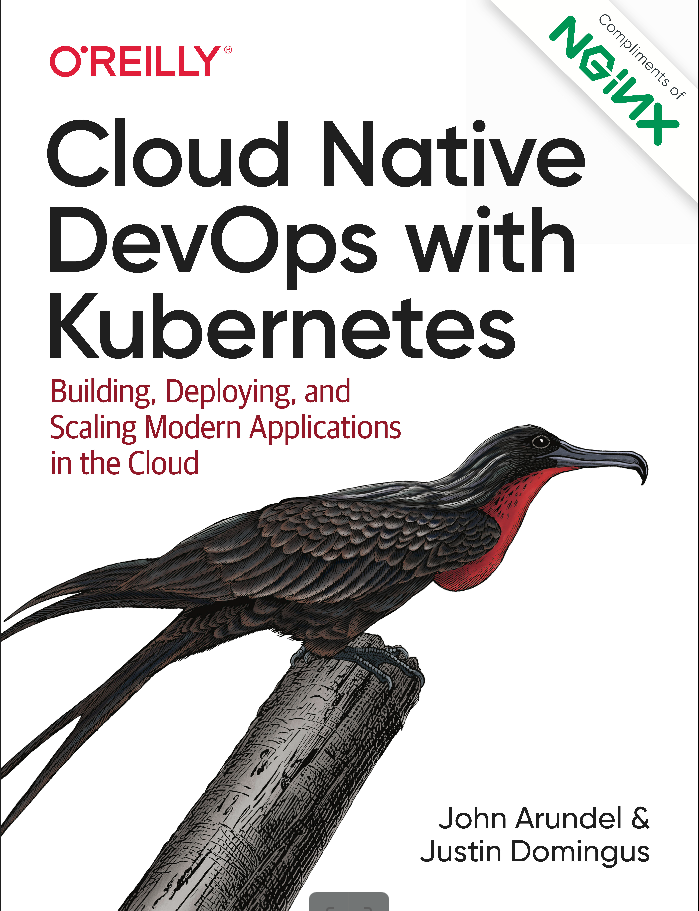 O'REILLY®
Compliments of
NGINX
Cloud Native
DevOps with
Kubernetes
Building, Deploying, and
Scaling Modern Applications
in the Cloud
John Arundel &
Justin Domingus